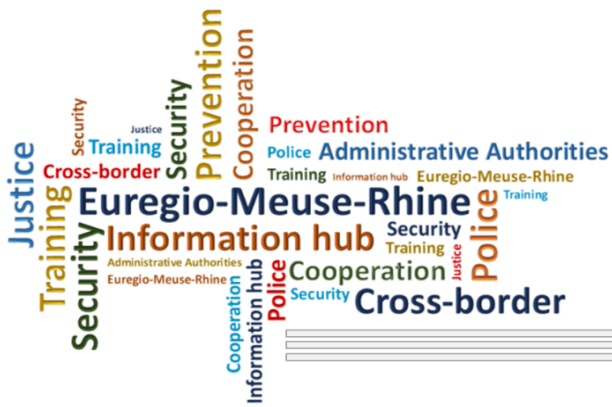 Prevention
Cooperation
Security
Security
Justice
Training
Prevention
Justice
Cross-border
Police
Administrative Authorities
Training
Information hub
Euregio-Meuse-Rhine
Training
Euregio-Meuse-Rhine
Training
Police
Security
Information hub
Security
Training
Justice
Administrative Authorities
Euregio-Meuse-Rhine
Cooperation
Information hub
Police
Cooperation
Security
Cross-border